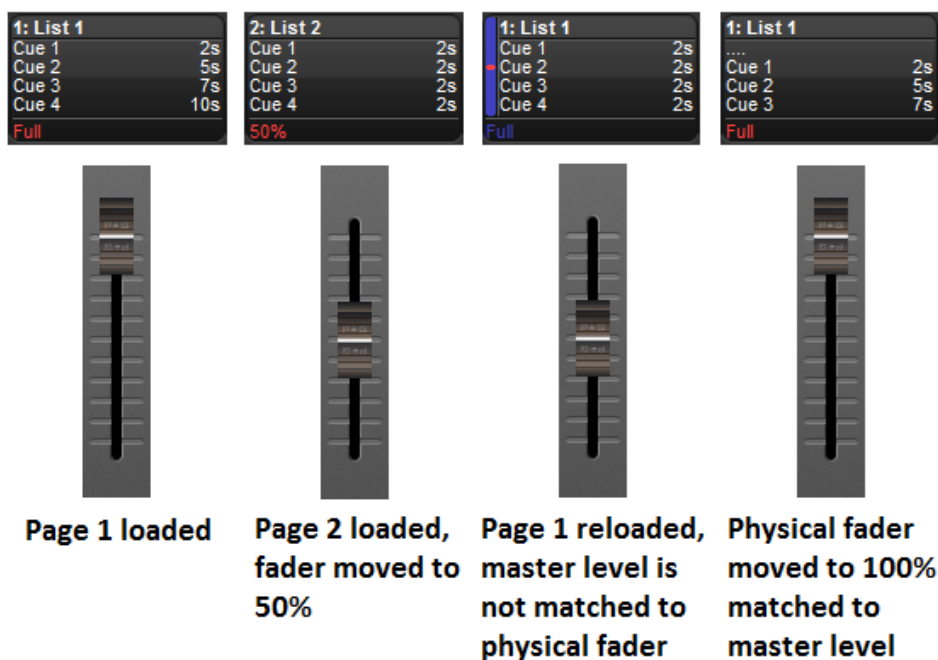 1: List 1
Cue 1 2s
Cue 2 5s
Cue 3 7s
Cue 4 10s
Full
2: List 2
Cue 1 2s
Cue 2 2s
Cue 3 2s
Cue 4 2s
50%
1: List 1
Cue 1 2s
Cue 2 2s
Cue 3 2s
Cue 4 2s
Full
1: List 1
....
Cue 1 2s
Cue 2 5s
Cue 3 7s
Full
Page 1 loaded
Page 2 loaded,
fader moved to
50%
Page 1 reloaded,
master level is
not matched to
physical fader
Physical fader
moved to 100%
matched to
master level